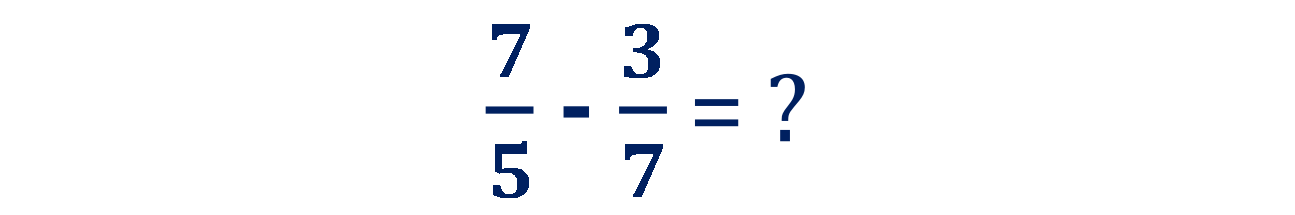 7/5 - 3/7 = ?